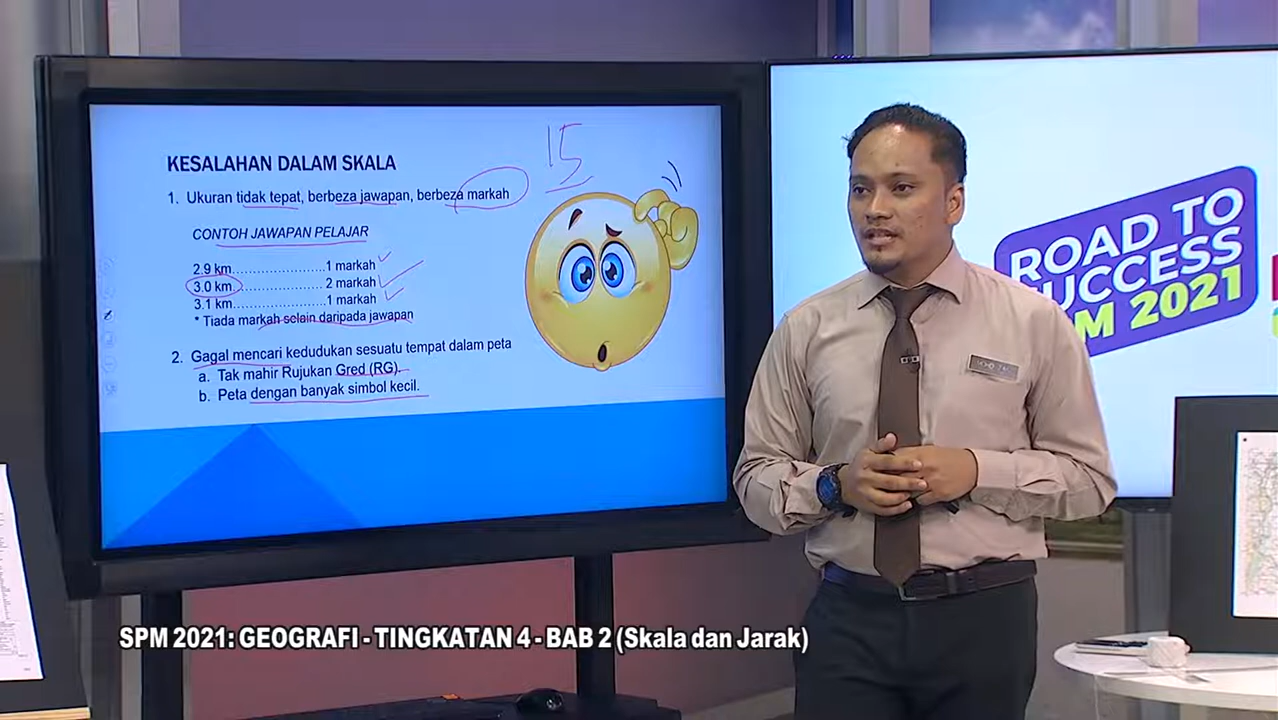 KESALAHAN DALAM SKALA
15
1. Ukuran tidak tepat, berbeza jawapan, berbeza markah
CONTOH JAWAPAN PELAJAR
2.9 km........................1 markah
3.0 km ....................... 2 markah
3.1 km........................1 markah
* Tiada markah selain daripada jawapan
2. Gagal mencari kedudukan sesuatu tempat dalam peta
a. Tak mahir Rujukan Gred (RG).
b. Peta dengan banyak simbol kecil.
ROAD TO
SUCCESS
2021
SPM 2021: GEOGRAFI - TINGKATAN 4 - BAB 2 (Skala dan Jarak)